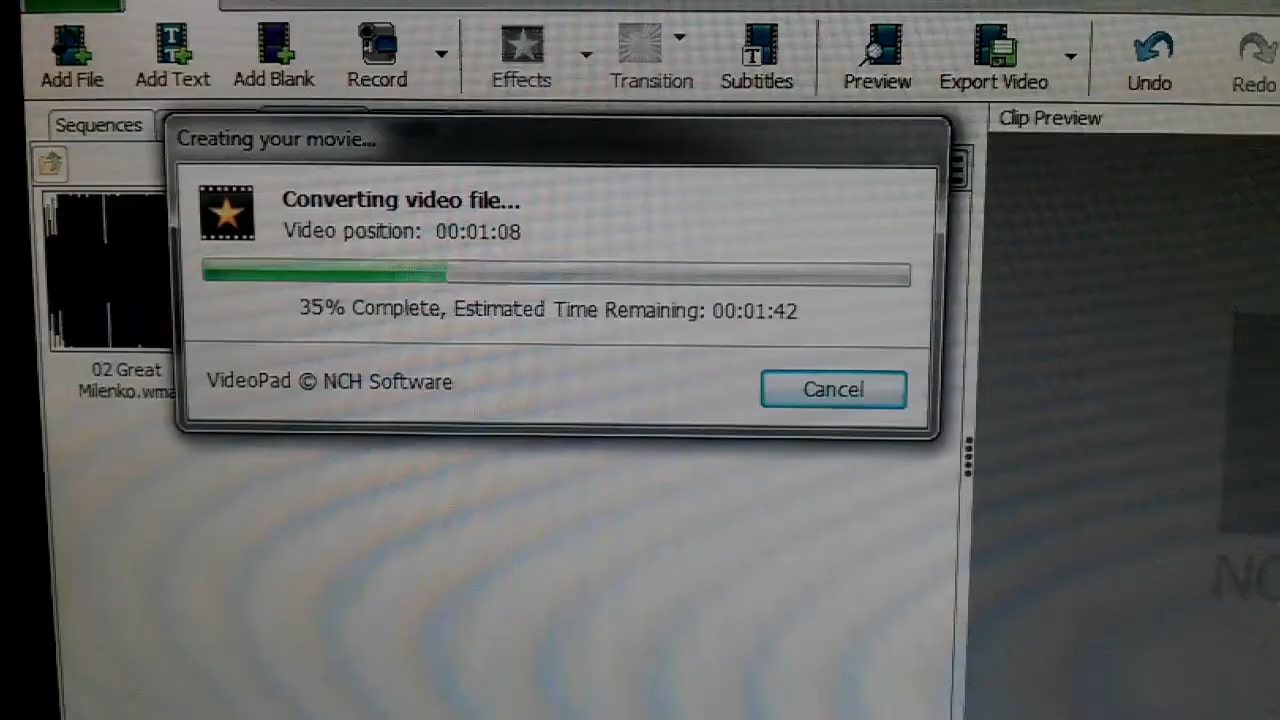 Add File
Add Text
Add Blank
Record
Effects
Transition
Subtitles
Preview
Export Video
Undo
Redo
Sequences
Clip Preview
Creating your movie...
Converting video file...
Video position: 00:01:08
35% Complete, Estimated Time Remaining: 00:01:42
VideoPad © NCH Software
Cancel
02 Great
Milenko.wma
NC